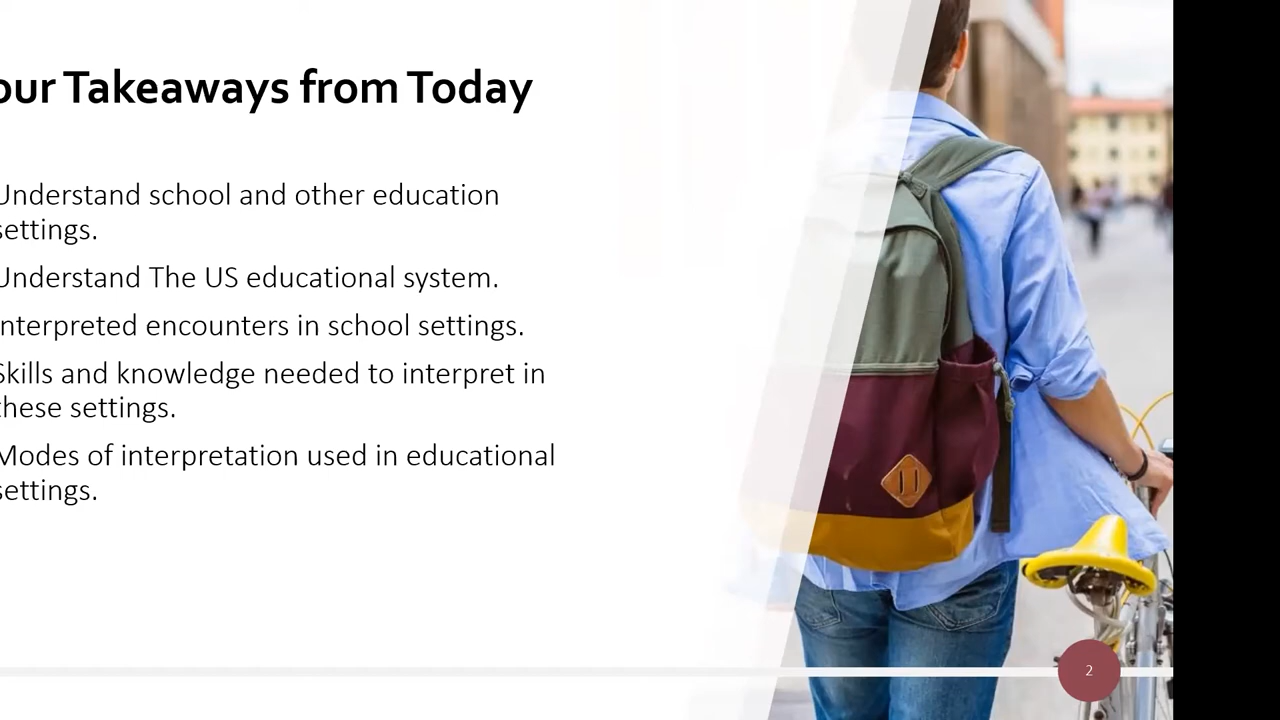 our Takeaways from Today
Understand school and other education
settings.
Understand The US educational system.
nterpreted encounters in school settings.
Skills and knowledge needed to interpret in
these settings.
Modes of interpretation used in educational
settings.
2